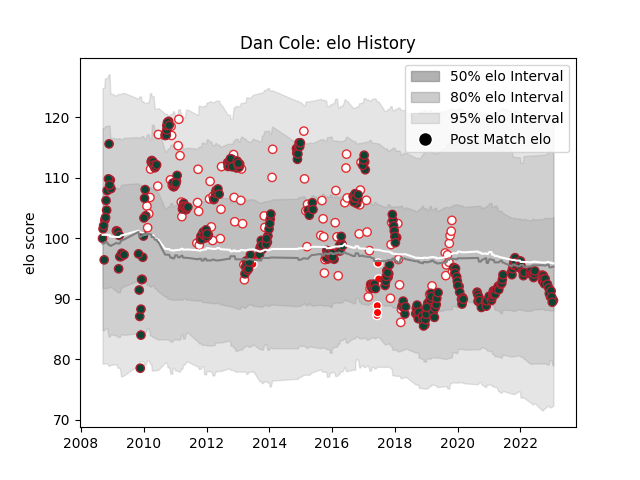 Dan Cole: elo History
50% elo Interval
80% elo Interval
95% elo Interval
Post Match elo
elo score
120
110
100
90
80
70
2008 2010 2012 2014 2016 2018 2020 2022